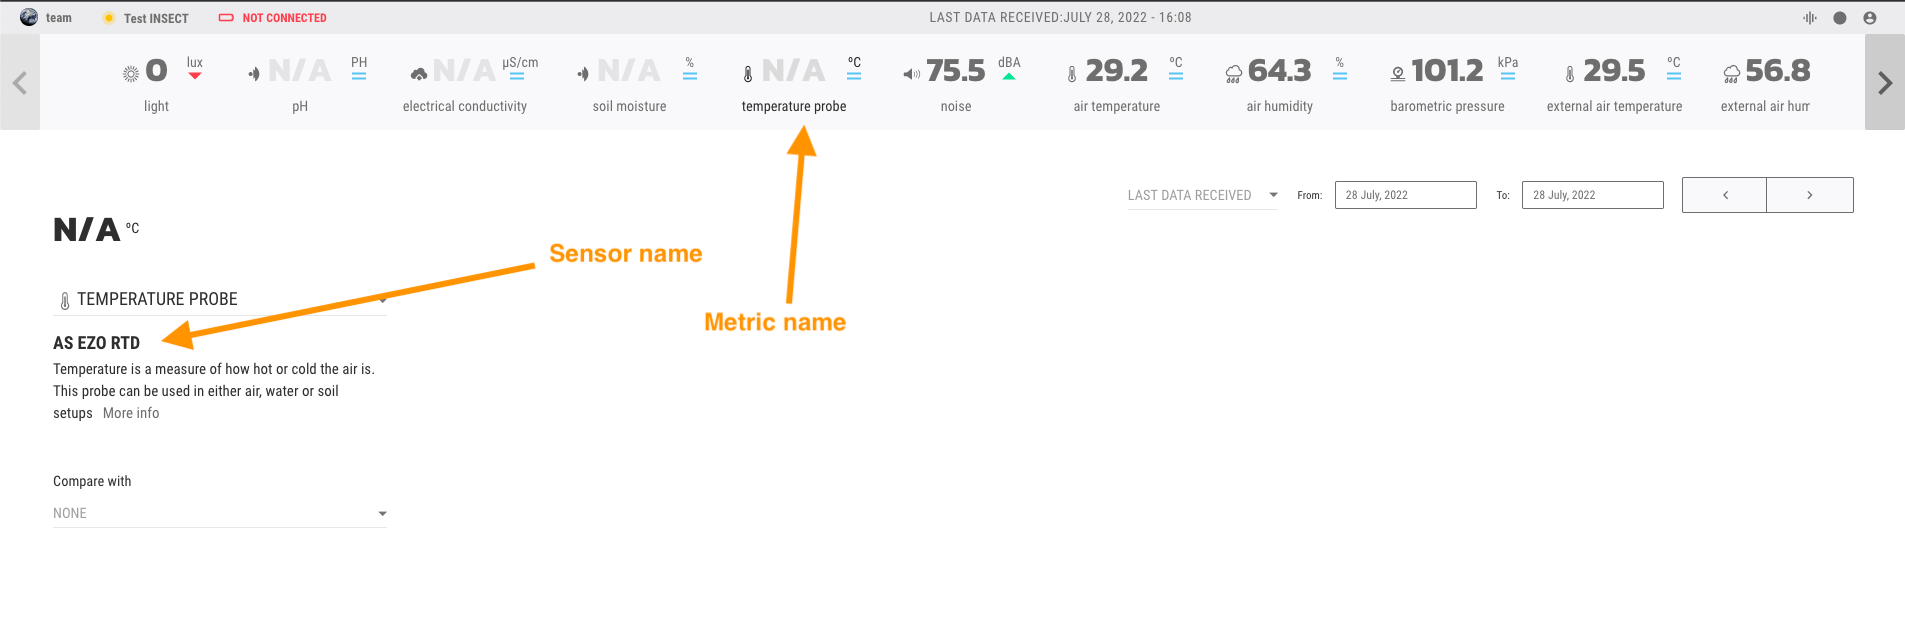 team Test INSECT NOT CONNECTED LAST DATA RECEIVED:JULY 28, 2022 - 16:08
0 lux N/A PH N/A µS/cm N/A % N/A ºC 75.5 dBA 29.2 ºC 64.3 % 101.2 kPa 29.5 ºC 56.8
light pH electrical conductivity soil moisture temperature probe noise air temperature air humidity barometric pressure external air temperature external air hum
LAST DATA RECEIVED From: 28 July, 2022 To: 28 July, 2022 < >
N/A ºC
Sensor name
TEMPERATURE PROBE
Metric name
AS EZO RTD
Temperature is a measure of how hot or cold the air is.
This probe can be used in either air, water or soil
setups More info
Compare with
NONE